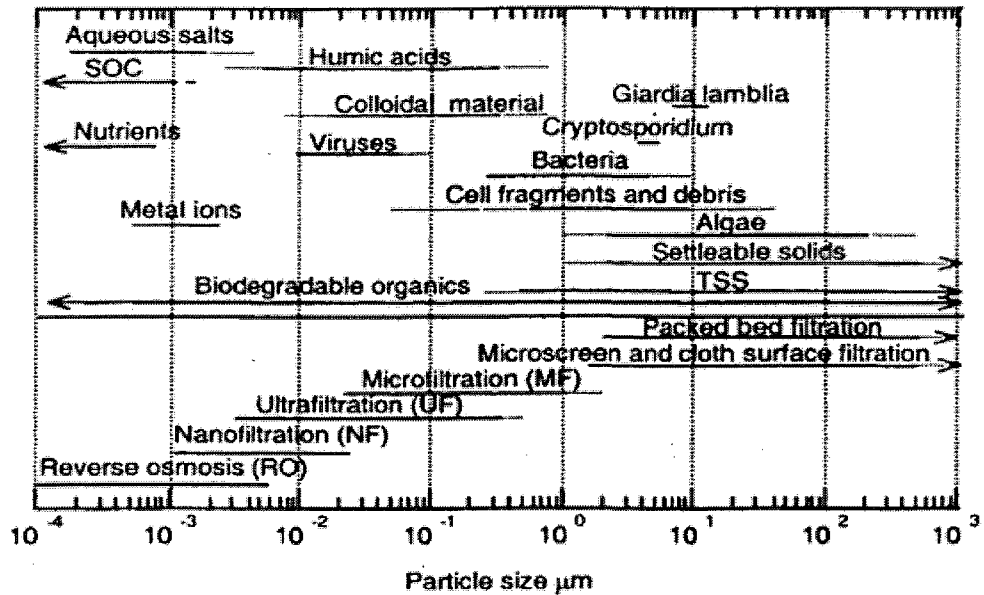 Aqueous salts
Humic acids
SOC
Giardia lamblia
Colloidal material
Cryptosporidium
Nutrients
Viruses
Bacteria
Cell fragments and debris
Metal ions
Algae
Settleable solids
Biodegradable organics
TSS
Packed bed filtration
Microscreen and cloth surface filtration
Microfiltration (MF)
Ultrafiltration (UF)
Nanofiltration (NF)
Reverse osmosis (RO)
10⁻⁴ 10⁻³ 10⁻² 10⁻¹ 10⁰ 10¹ 10² 10³
Particle size µm